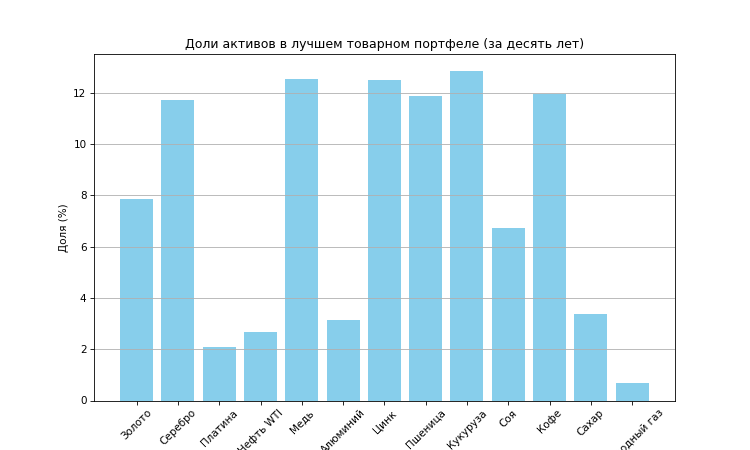 Доли активов в лучшем товарном портфеле (за десять лет)
Доля (%)
12
10
8
6
4
2
0
Золото
Серебро
Платина
Нефть WTI
Медь
Алюминий
Цинк
Пшеница
Кукуруза
Соя
Кофе
Сахар
газ